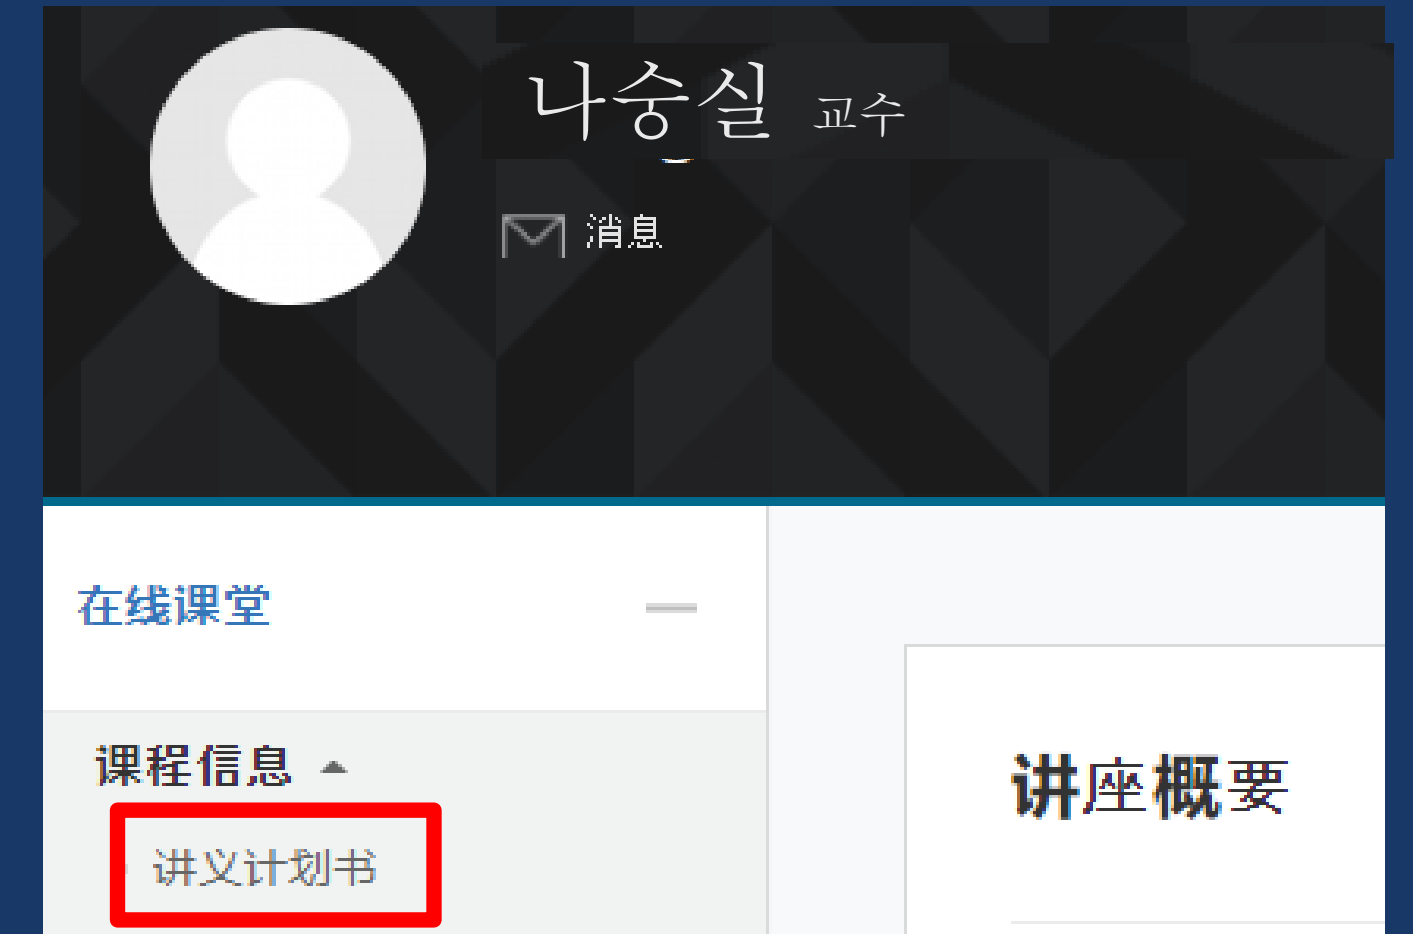 나숭실 교수
消息
在线课堂
课程信息
讲座概要
讲义计划书